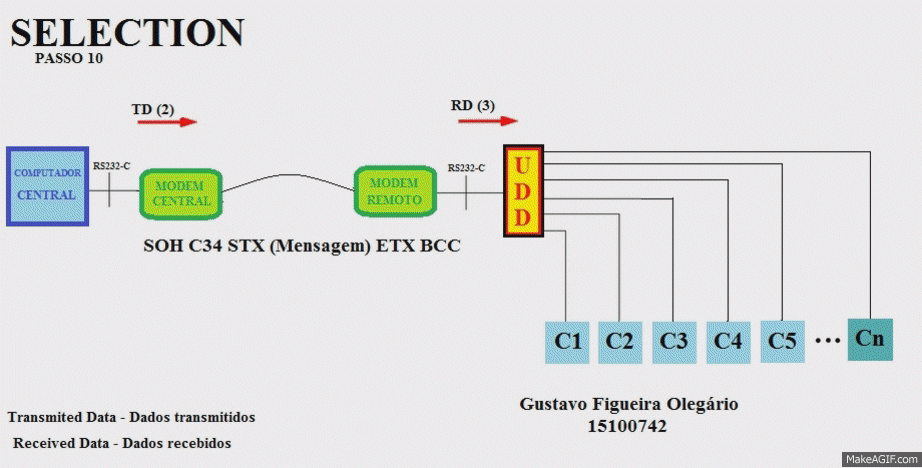 SELECTION
PASSO 10
TD (2)
RD (3)
COMPUTADOR
CENTRAL
RS232-C
MODEM
CENTRAL
MODEM
REMOTO
RS232-C
U
D
D
SOH C34 STX (Mensagem) ETX BCC
C1 C2 C3 C4 C5 ... Cn
Gustavo Figueira Olegário
15100742
Transmited Data - Dados transmitidos
Received Data - Dados recebidos
MakeAGIF.com